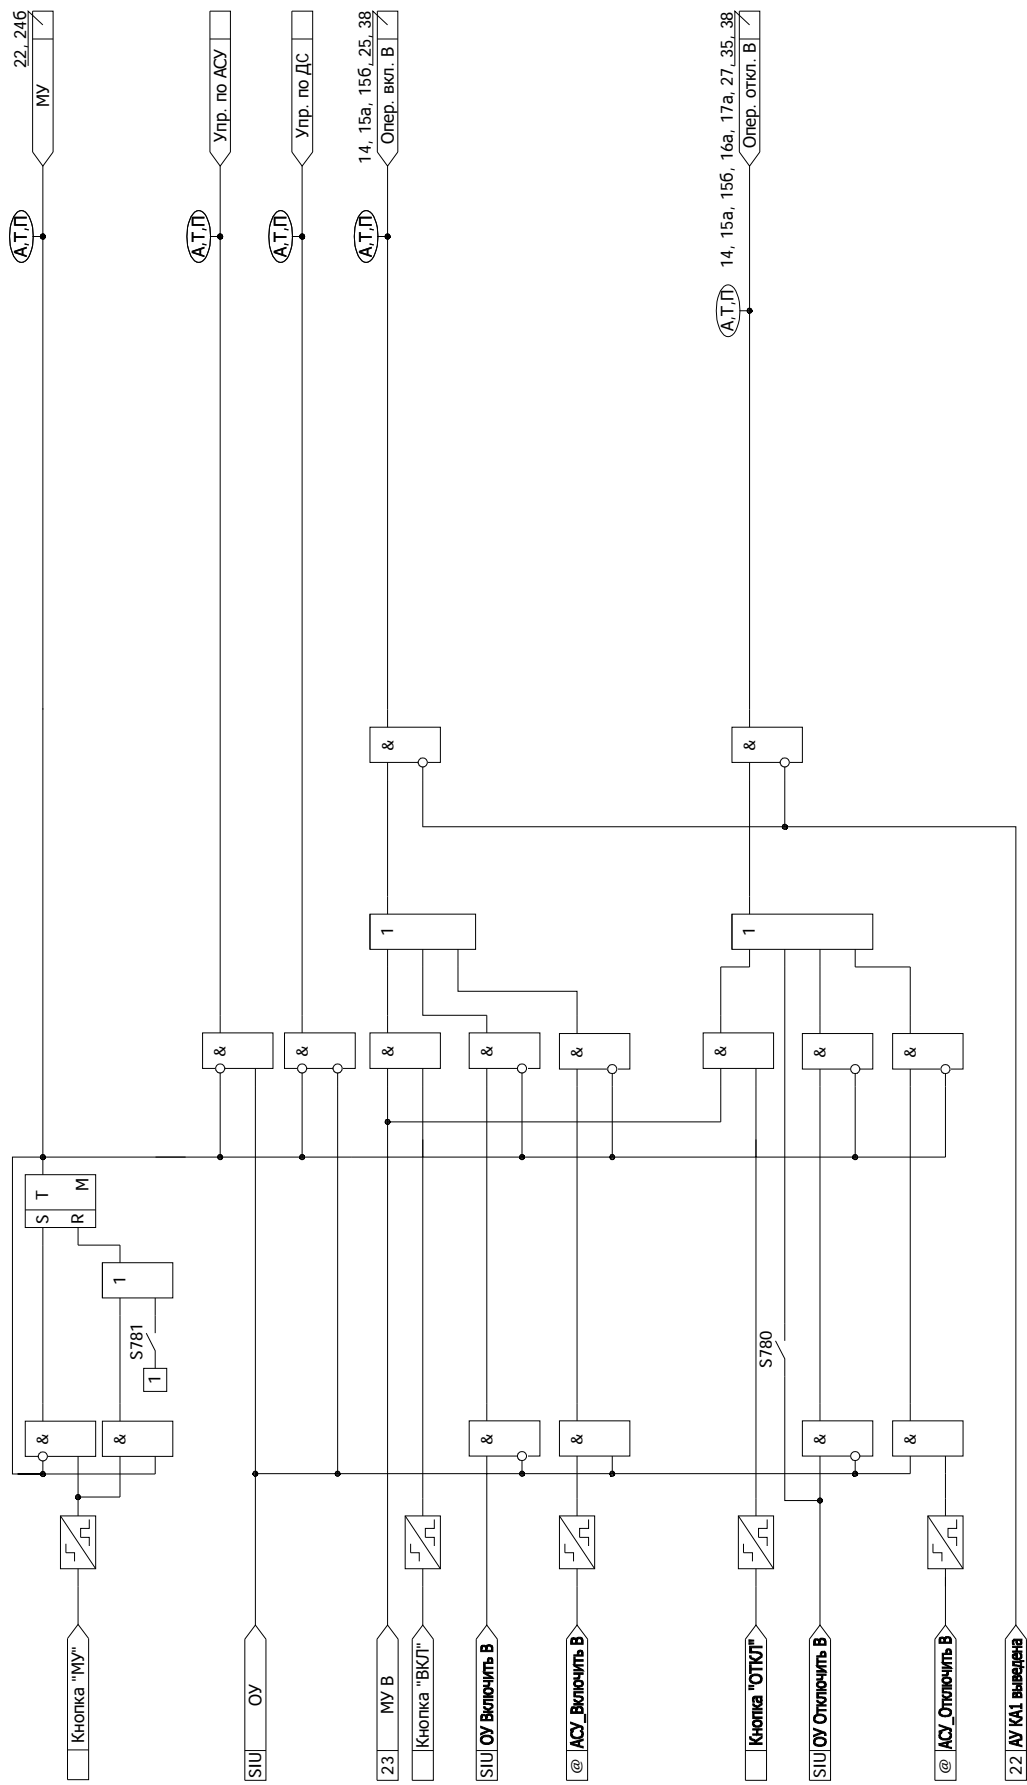 Кнопка "МУ"
&
&
1
S781
1
S T
R M
А,Т,П
МУ
22, 24б
SIU ОУ
&
А,Т,П
Упр. по АСУ
&
А,Т,П
Упр. по ДС
23 МУ В
Кнопка "ВКЛ"
&
1
&
А,Т,П
14, 15а, 15б, 25, 38
Опер. вкл. В
SIU ОУ Включить В
&
&
@ АСУ_Включить В
&
&
Кнопка "ОТКЛ"
S780
&
1
&
А,Т,П
14, 15а, 15б, 16а, 17а, 27, 35, 38
Опер. откл. В
SIU ОУ Отключить В
&
&
@ АСУ_Отключить В
&
&
22 АУ КА1 выведена